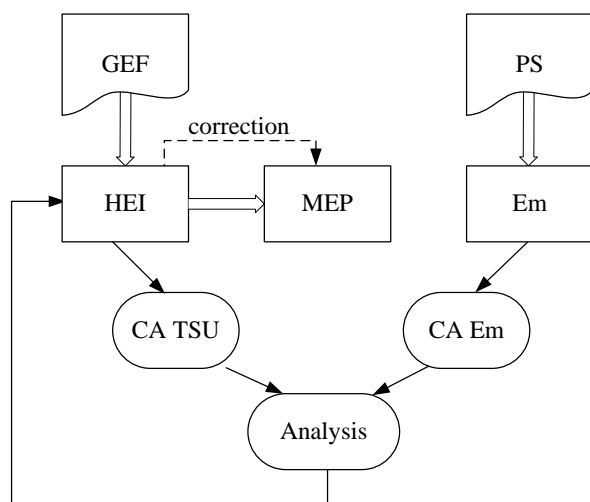 GEF
PS
correction
HEI
MEP
Em
CA TSU
CA Em
Analysis